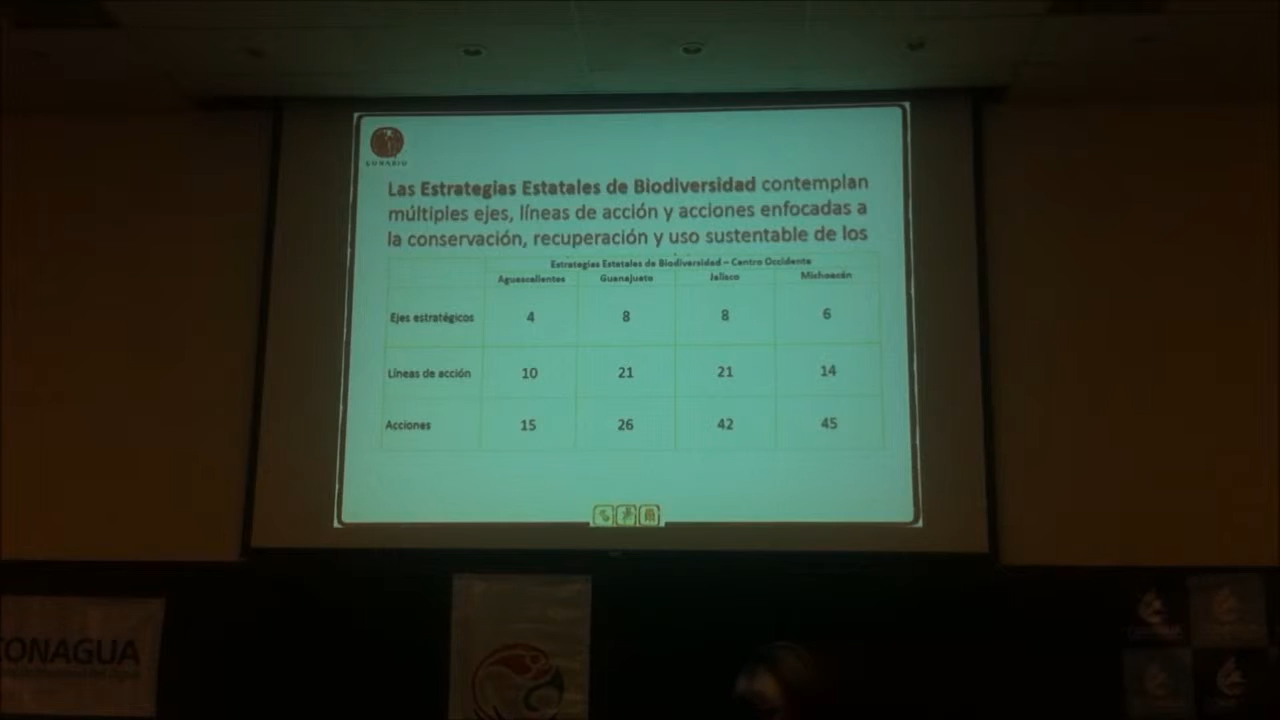 CONABIO
Las Estrategias Estatales de Biodiversidad contemplan
múltiples ejes, líneas de acción y acciones enfocadas a
la conservación, recuperación y uso sustentable de los
Estrategias Estatales de Biodiversidad – Centro Occidente
Aguascalientes Guanajuato Jalisco Michoacán
Ejes estratégicos 4 8 8 6
Líneas de acción 10 21 21 14
Acciones 15 26 42 45
CONAGUA